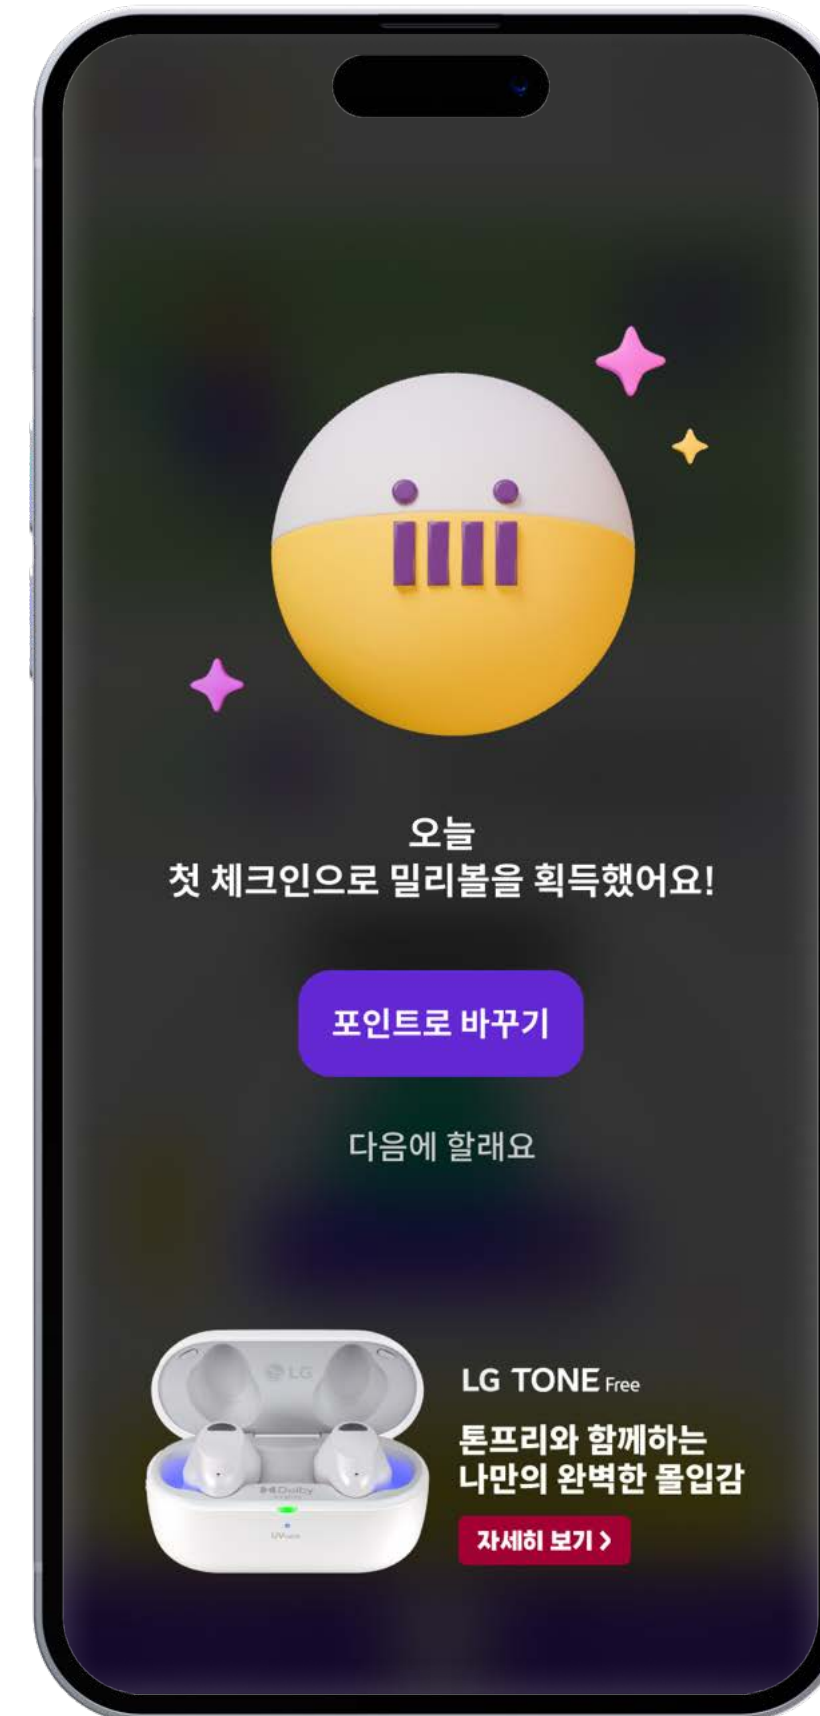 오늘
첫 체크인으로 밀리볼을 획득했어요!
포인트로 바꾸기
다음에 할래요
LG
Dolby
LG TONE Free
톤프리와 함께하는
나만의 완벽한 몰입감
자세히 보기 >